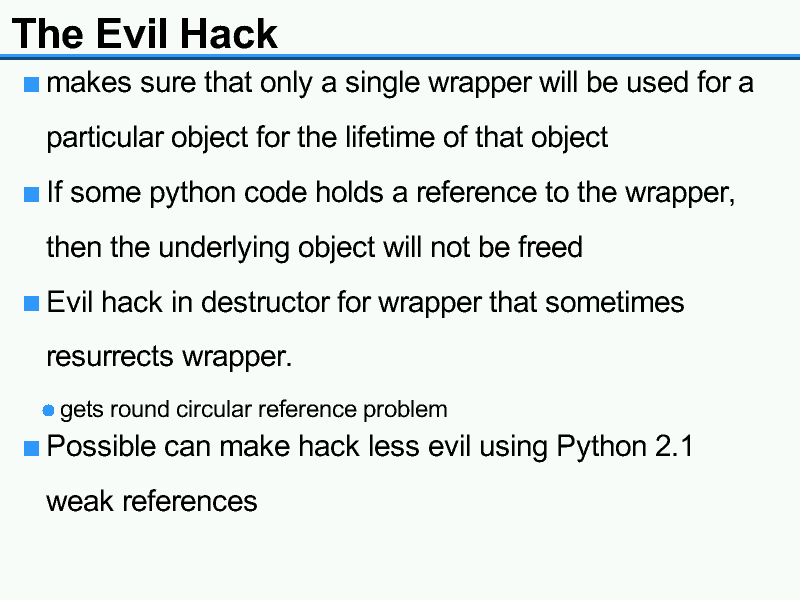 The Evil Hack
makes sure that only a single wrapper will be used for a
particular object for the lifetime of that object
If some python code holds a reference to the wrapper,
then the underlying object will not be freed
Evil hack in destructor for wrapper that sometimes
resurrects wrapper.
gets round circular reference problem
Possible can make hack less evil using Python 2.1
weak references